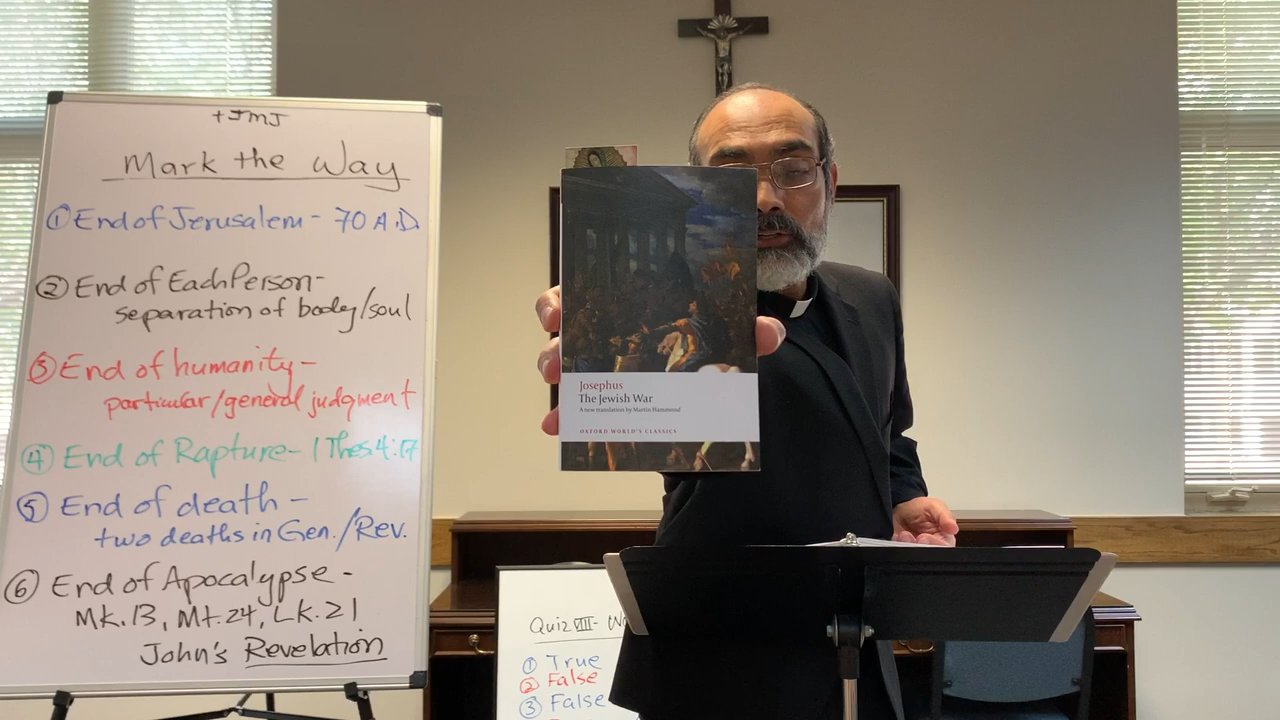 +JMJ
Mark the Way
① End of Jerusalem - 70 A.D.
② End of Each Person -
separation of body/soul
③ End of humanity -
particular/general judgment
④ End of Rapture - 1 Thes 4:17
⑤ End of death -
two deaths in Gen./Rev.
⑥ End of Apocalypse -
Mk. 13, Mt. 24, Lk. 21
John's Revelation
Josephus
The Jewish War
A new translation by Martin Hammond
OXFORD WORLD'S CLASSICS
Quiz VIII -
① True
② False
③ False